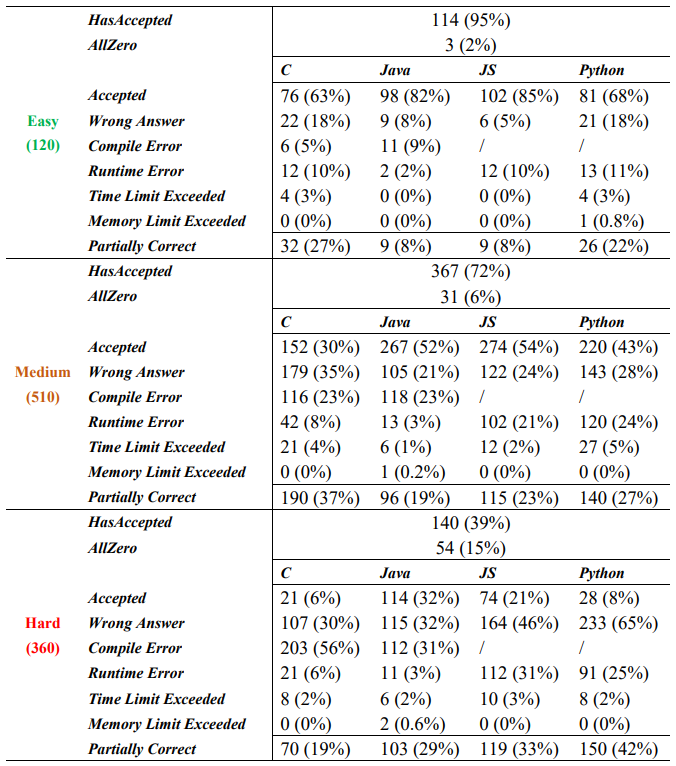 HasAccepted 114 (95%)
AllZero 3 (2%)
C Java JS Python
Accepted 76 (63%) 98 (82%) 102 (85%) 81 (68%)
Easy (120)
Wrong Answer 22 (18%) 9 (8%) 6 (5%) 21 (18%)
Compile Error 6 (5%) 11 (9%) / /
Runtime Error 12 (10%) 2 (2%) 12 (10%) 13 (11%)
Time Limit Exceeded 4 (3%) 0 (0%) 0 (0%) 4 (3%)
Memory Limit Exceeded 0 (0%) 0 (0%) 0 (0%) 1 (0.8%)
Partially Correct 32 (27%) 9 (8%) 9 (8%) 26 (22%)
HasAccepted 367 (72%)
AllZero 31 (6%)
C Java JS Python
Accepted 152 (30%) 267 (52%) 274 (54%) 220 (43%)
Medium (510)
Wrong Answer 179 (35%) 105 (21%) 122 (24%) 143 (28%)
Compile Error 116 (23%) 118 (23%) / /
Runtime Error 42 (8%) 13 (3%) 102 (21%) 120 (24%)
Time Limit Exceeded 21 (4%) 6 (1%) 12 (2%) 27 (5%)
Memory Limit Exceeded 0 (0%) 1 (0.2%) 0 (0%) 0 (0%)
Partially Correct 190 (37%) 96 (19%) 115 (23%) 140 (27%)
HasAccepted 140 (39%)
AllZero 54 (15%)
C Java JS Python
Accepted 21 (6%) 114 (32%) 74 (21%) 28 (8%)
Hard (360)
Wrong Answer 107 (30%) 115 (32%) 164 (46%) 233 (65%)
Compile Error 203 (56%) 112 (31%) / /
Runtime Error 21 (6%) 11 (3%) 112 (31%) 91 (25%)
Time Limit Exceeded 8 (2%) 6 (2%) 10 (3%) 8 (2%)
Memory Limit Exceeded 0 (0%) 2 (0.6%) 0 (0%) 0 (0%)
Partially Correct 70 (19%) 103 (29%) 119 (33%) 150 (42%)